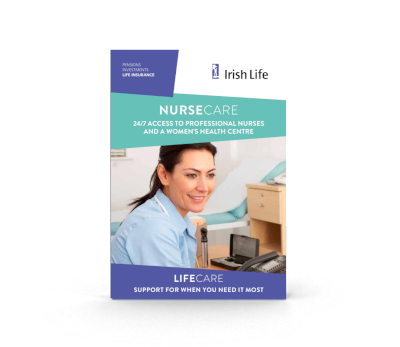 PENSIONS
INVESTMENTS
LIFE INSURANCE
Irish Life
NURSECARE
24/7 ACCESS TO PROFESSIONAL NURSES
AND A WOMEN'S HEALTH CENTRE
LIFECARE
SUPPORT FOR WHEN YOU NEED IT MOST